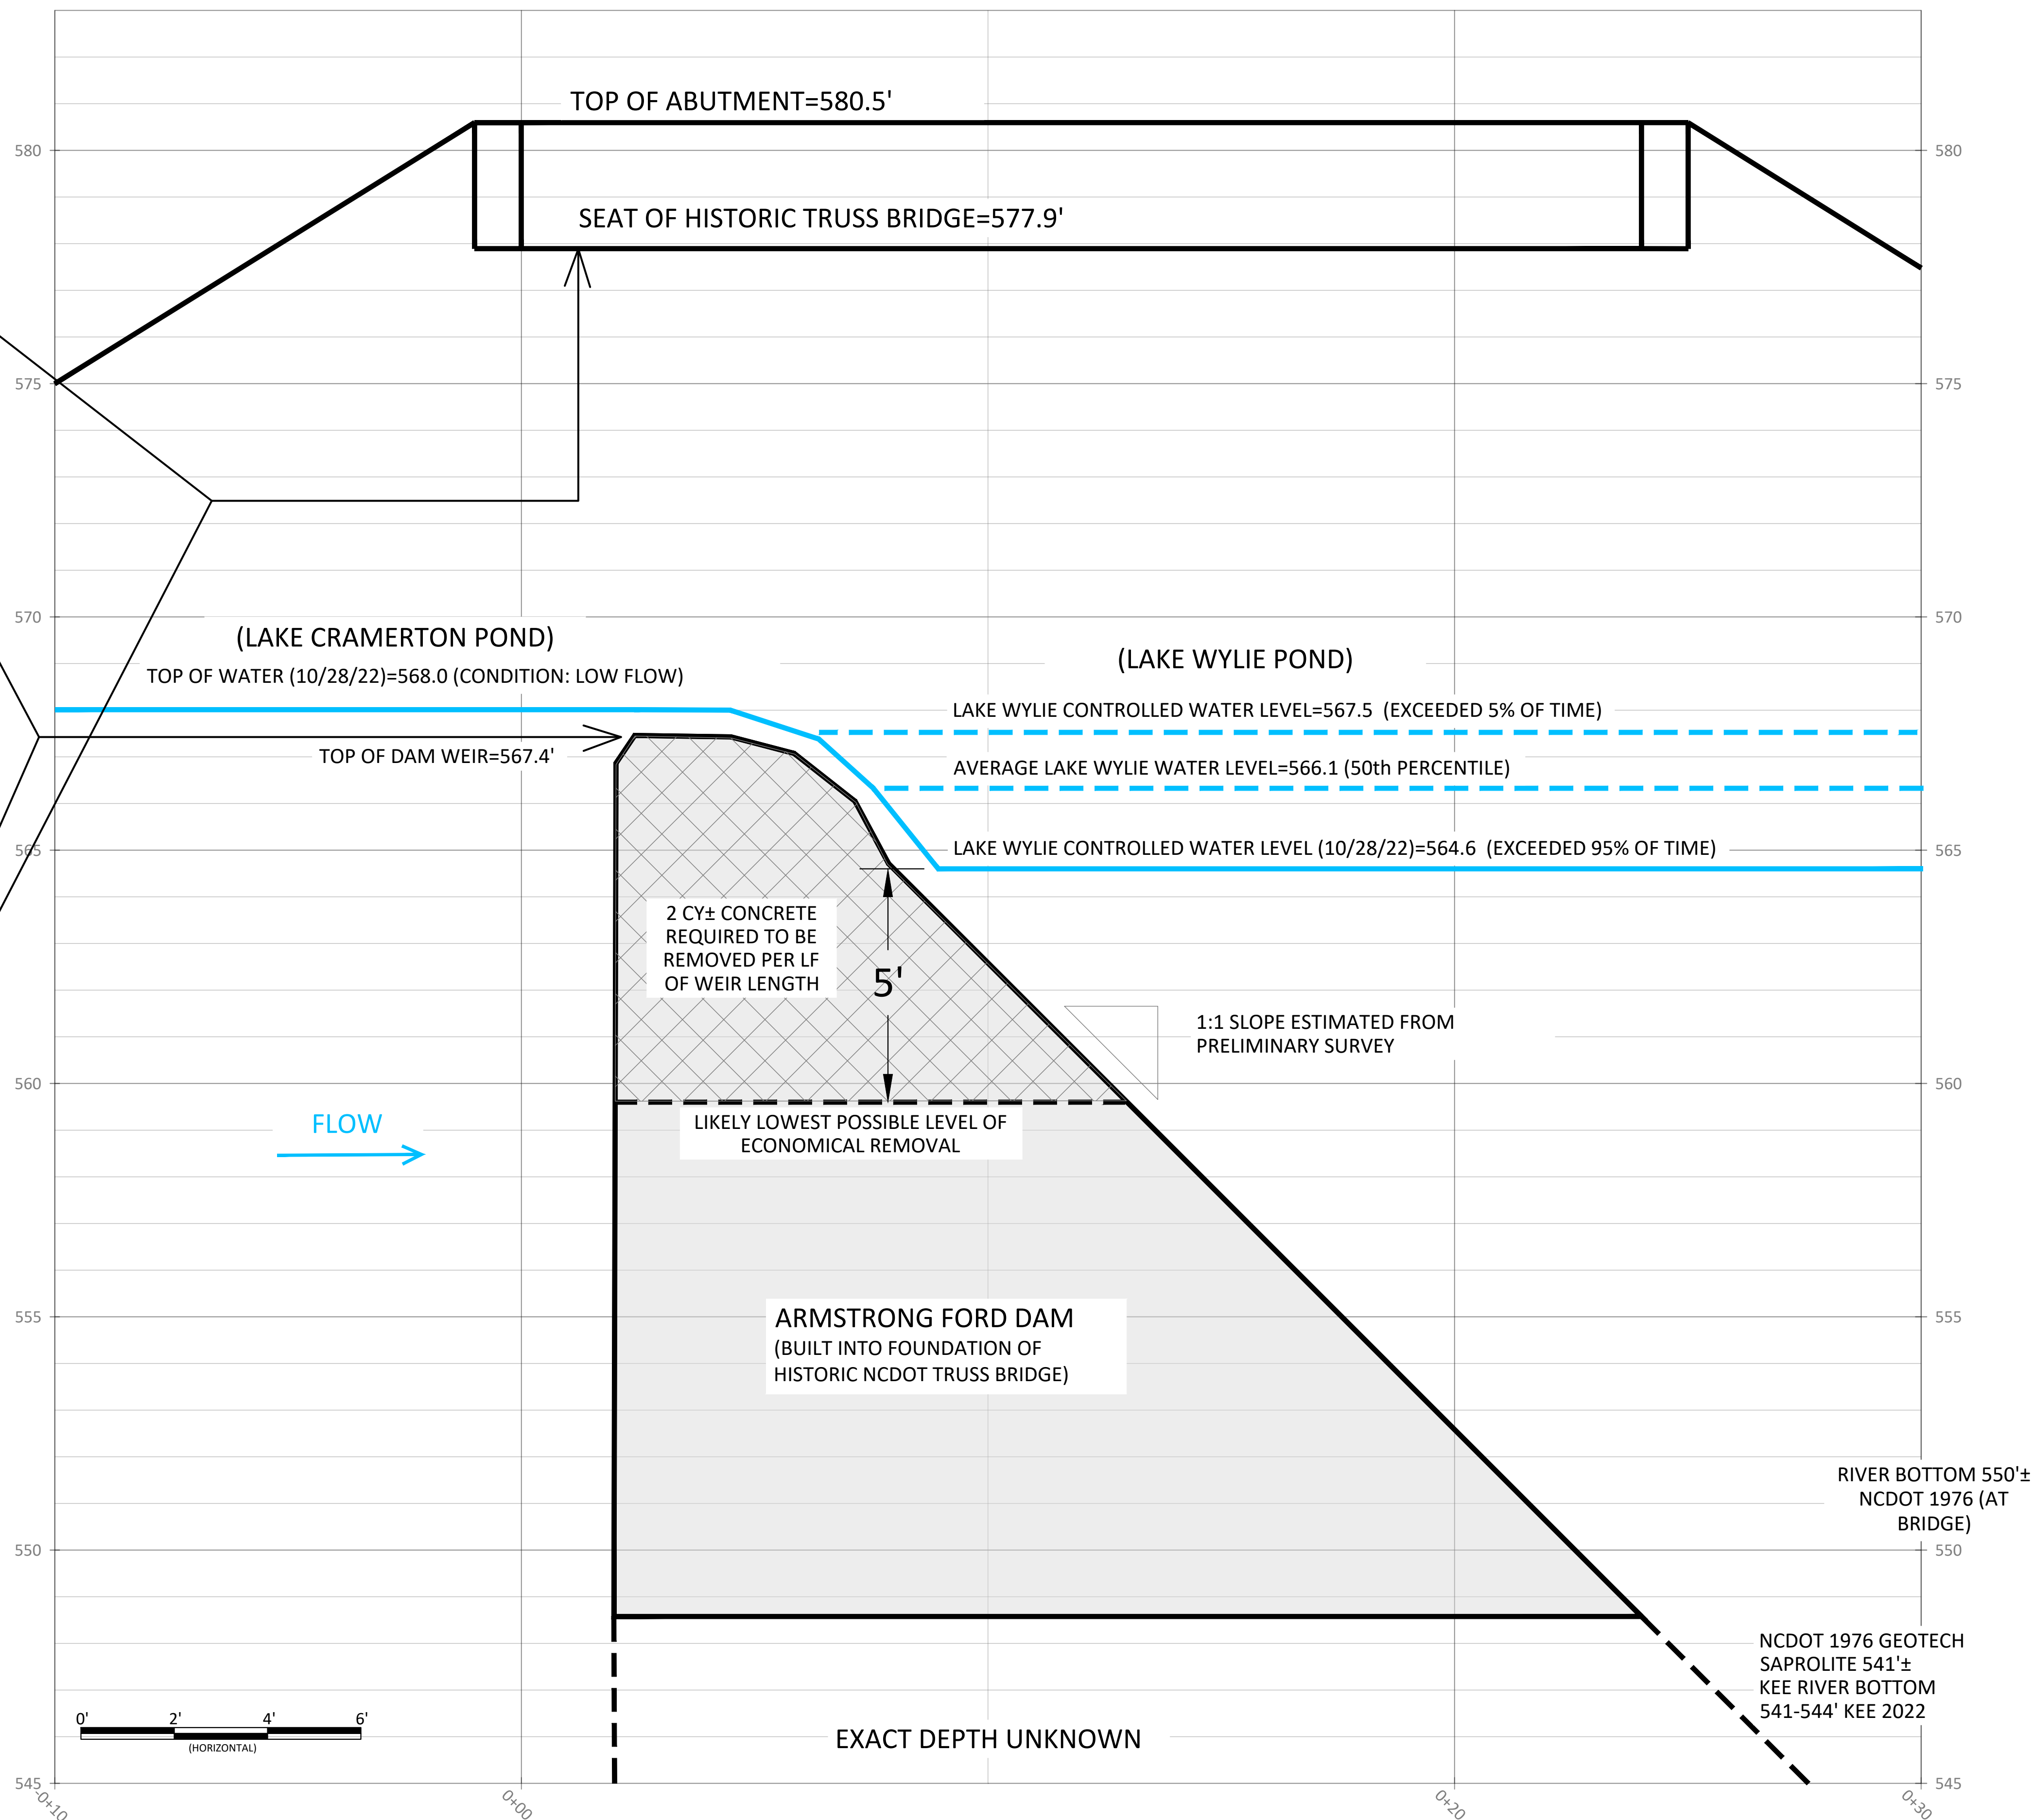 TOP OF ABUTMENT=580.5'
580
580
SEAT OF HISTORIC TRUSS BRIDGE=577.9'
575
575
570
570
(LAKE CRAMERTON POND)
TOP OF WATER (10/28/22)=568.0 (CONDITION: LOW FLOW)
(LAKE WYLIE POND)
LAKE WYLIE CONTROLLED WATER LEVEL=567.5 (EXCEEDED 5% OF TIME)
TOP OF DAM WEIR=567.4'
AVERAGE LAKE WYLIE WATER LEVEL=566.1 (50th PERCENTILE)
565
LAKE WYLIE CONTROLLED WATER LEVEL (10/28/22)=564.6 (EXCEEDED 95% OF TIME)
565
2 CY± CONCRETE
REQUIRED TO BE
REMOVED PER LF
OF WEIR LENGTH
5'
1:1 SLOPE ESTIMATED FROM
PRELIMINARY SURVEY
560
560
FLOW
LIKELY LOWEST POSSIBLE LEVEL OF
ECONOMICAL REMOVAL
555
555
ARMSTRONG FORD DAM
(BUILT INTO FOUNDATION OF
HISTORIC NCDOT TRUSS BRIDGE)
RIVER BOTTOM 550'±
NCDOT 1976 (AT
BRIDGE)
550
550
NCDOT 1976 GEOTECH
SAPROLITE 541'±
KEE RIVER BOTTOM
541-544' KEE 2022
0' 2' 4' 6'
(HORIZONTAL)
EXACT DEPTH UNKNOWN
545
545
-0+10 0+00 0+20 0+30